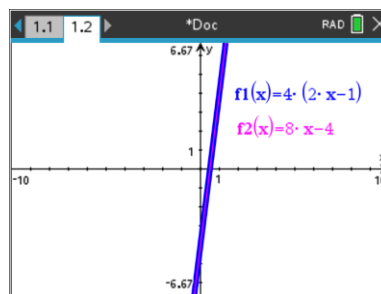 1.1 1.2 *Doc RAD
6.67 y
f1(x)=4·(2·x-1)
f2(x)=8·x-4
1
-10 1 10
-6.67